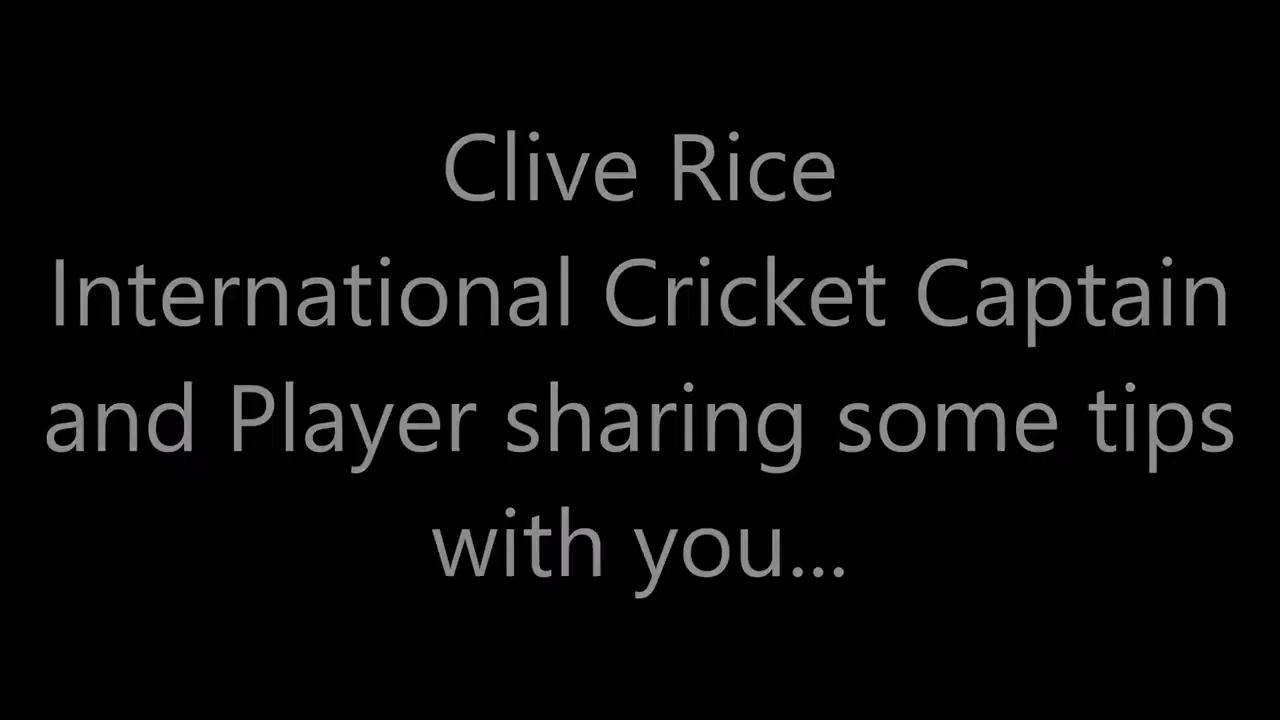 Clive Rice
International Cricket Captain
and Player sharing some tips
with you...